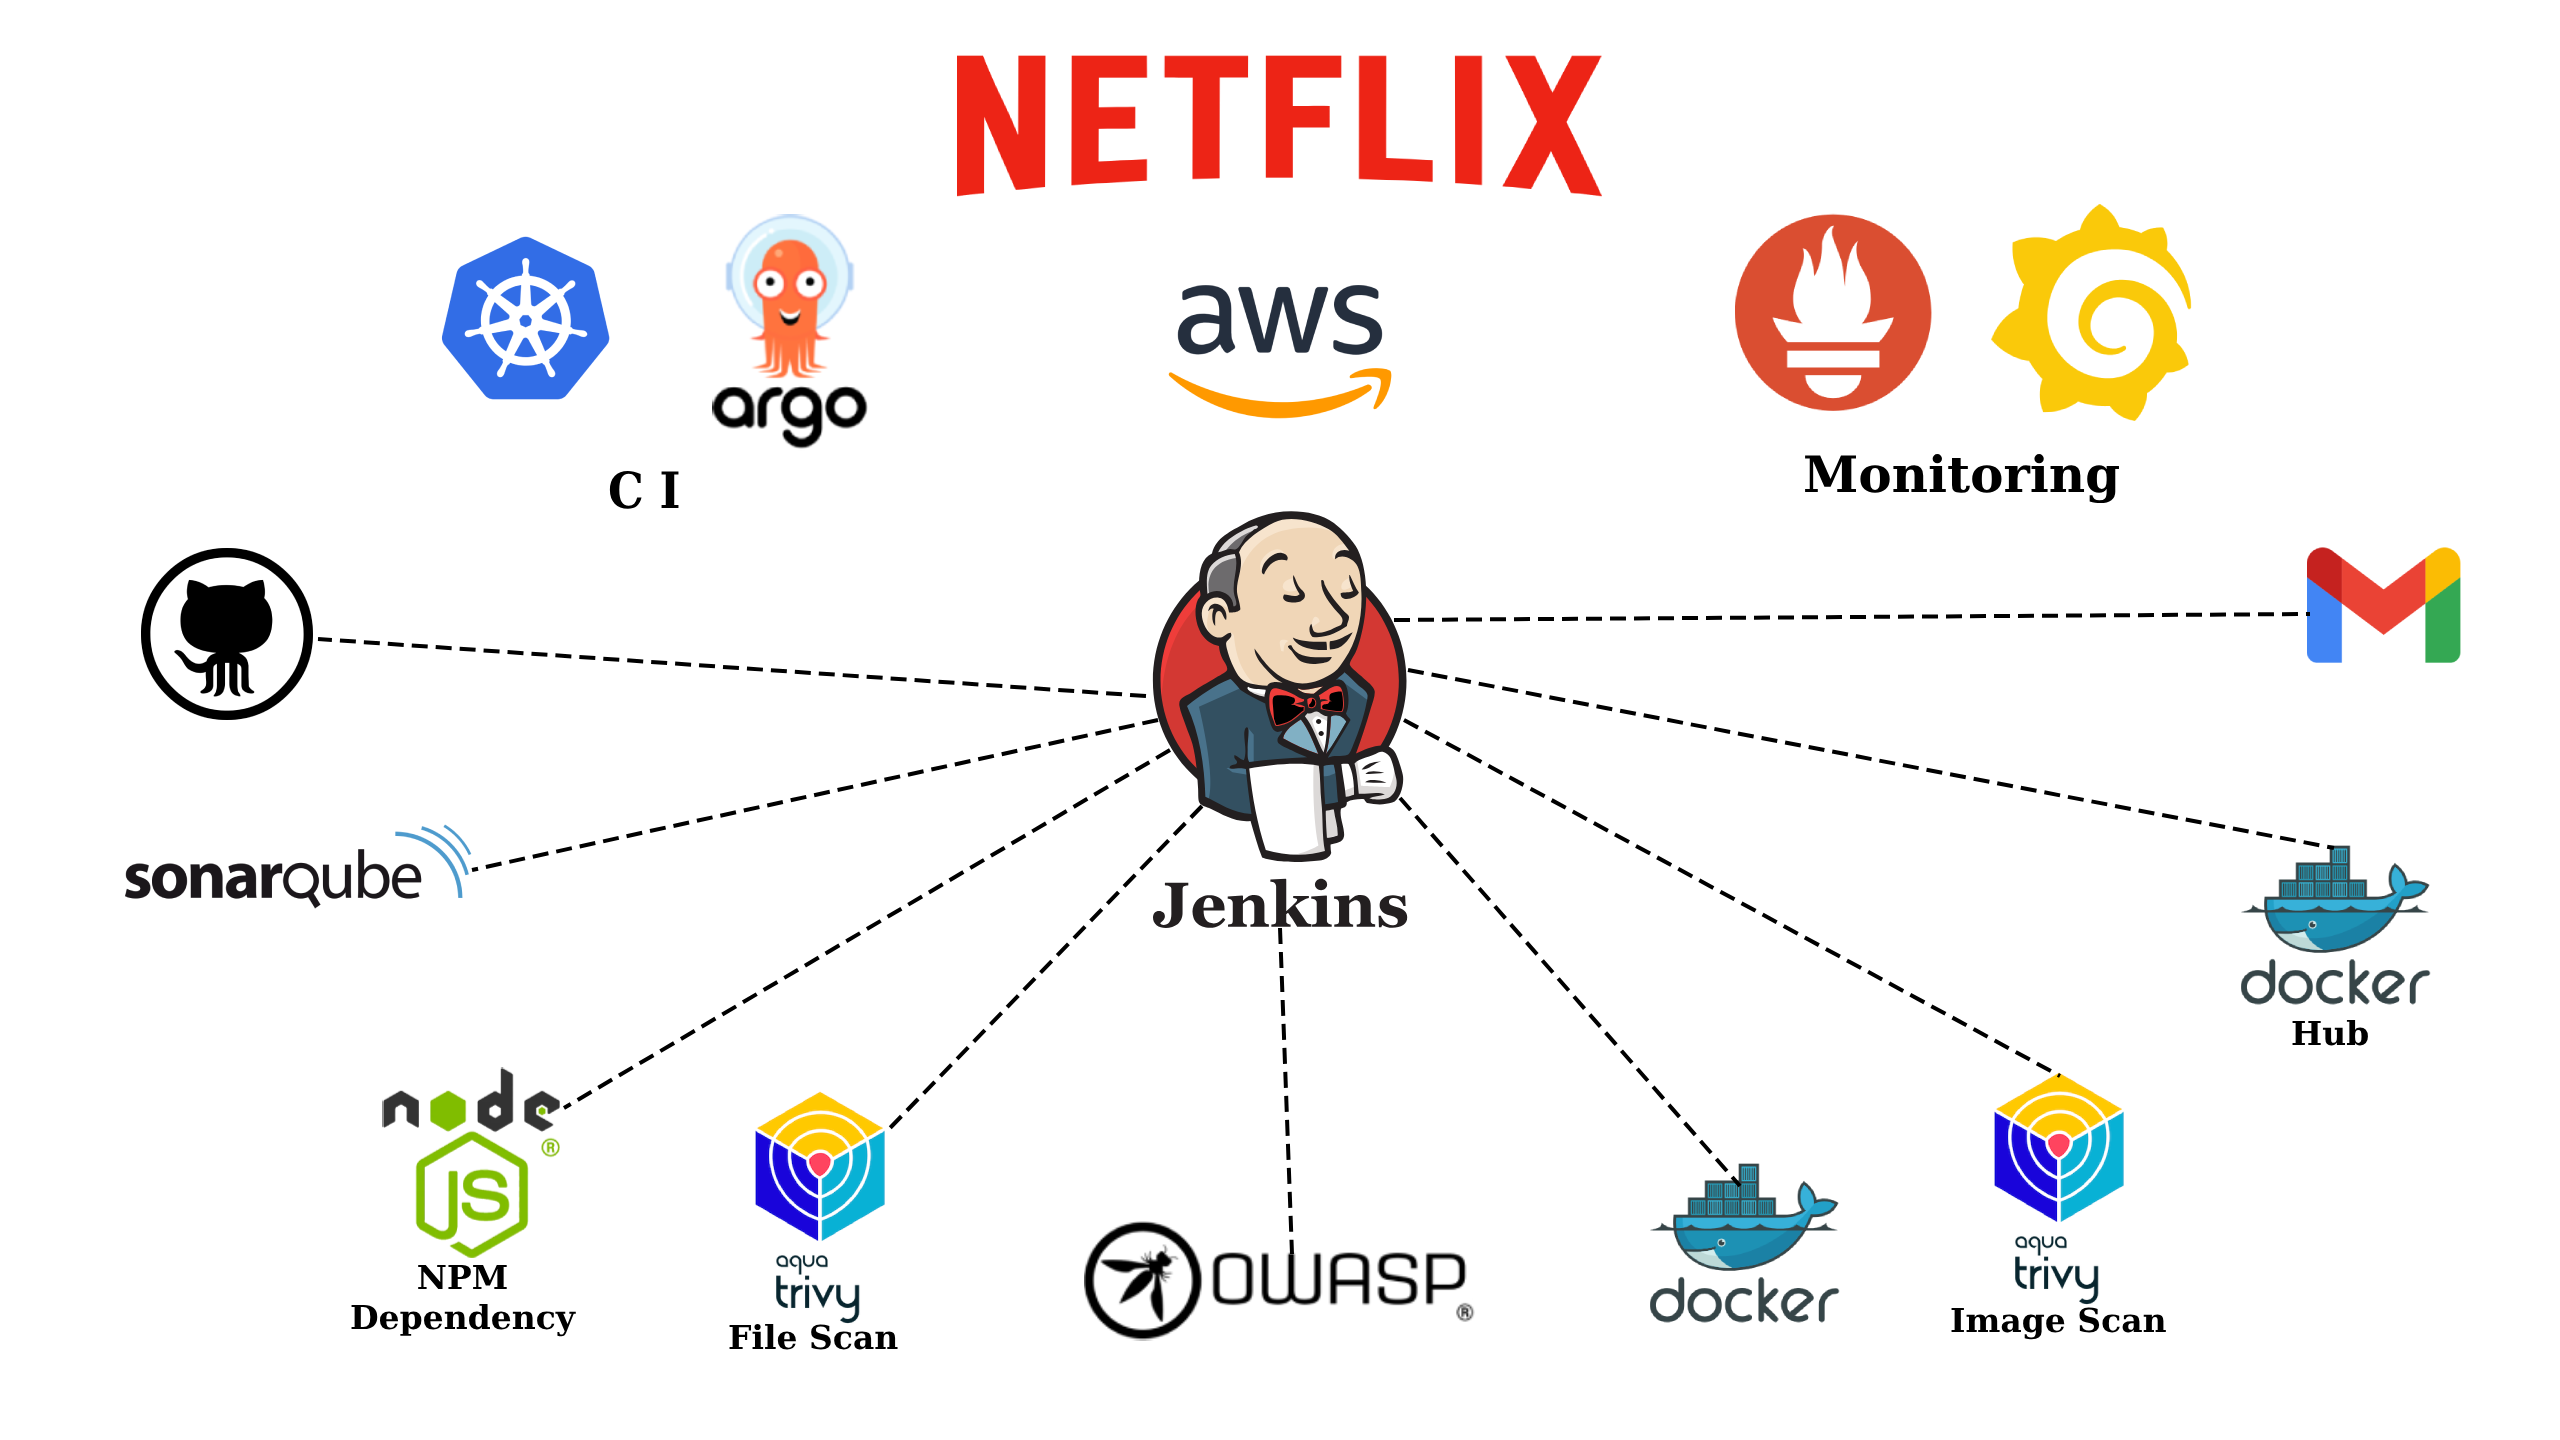 NETFLIX
argo
aws
C I
Monitoring
sonarqube
Jenkins
docker
Hub
node
®
JS
NPM
Dependency
aqua
trivy
File Scan
OWASP
®
docker
aqua
trivy
Image Scan